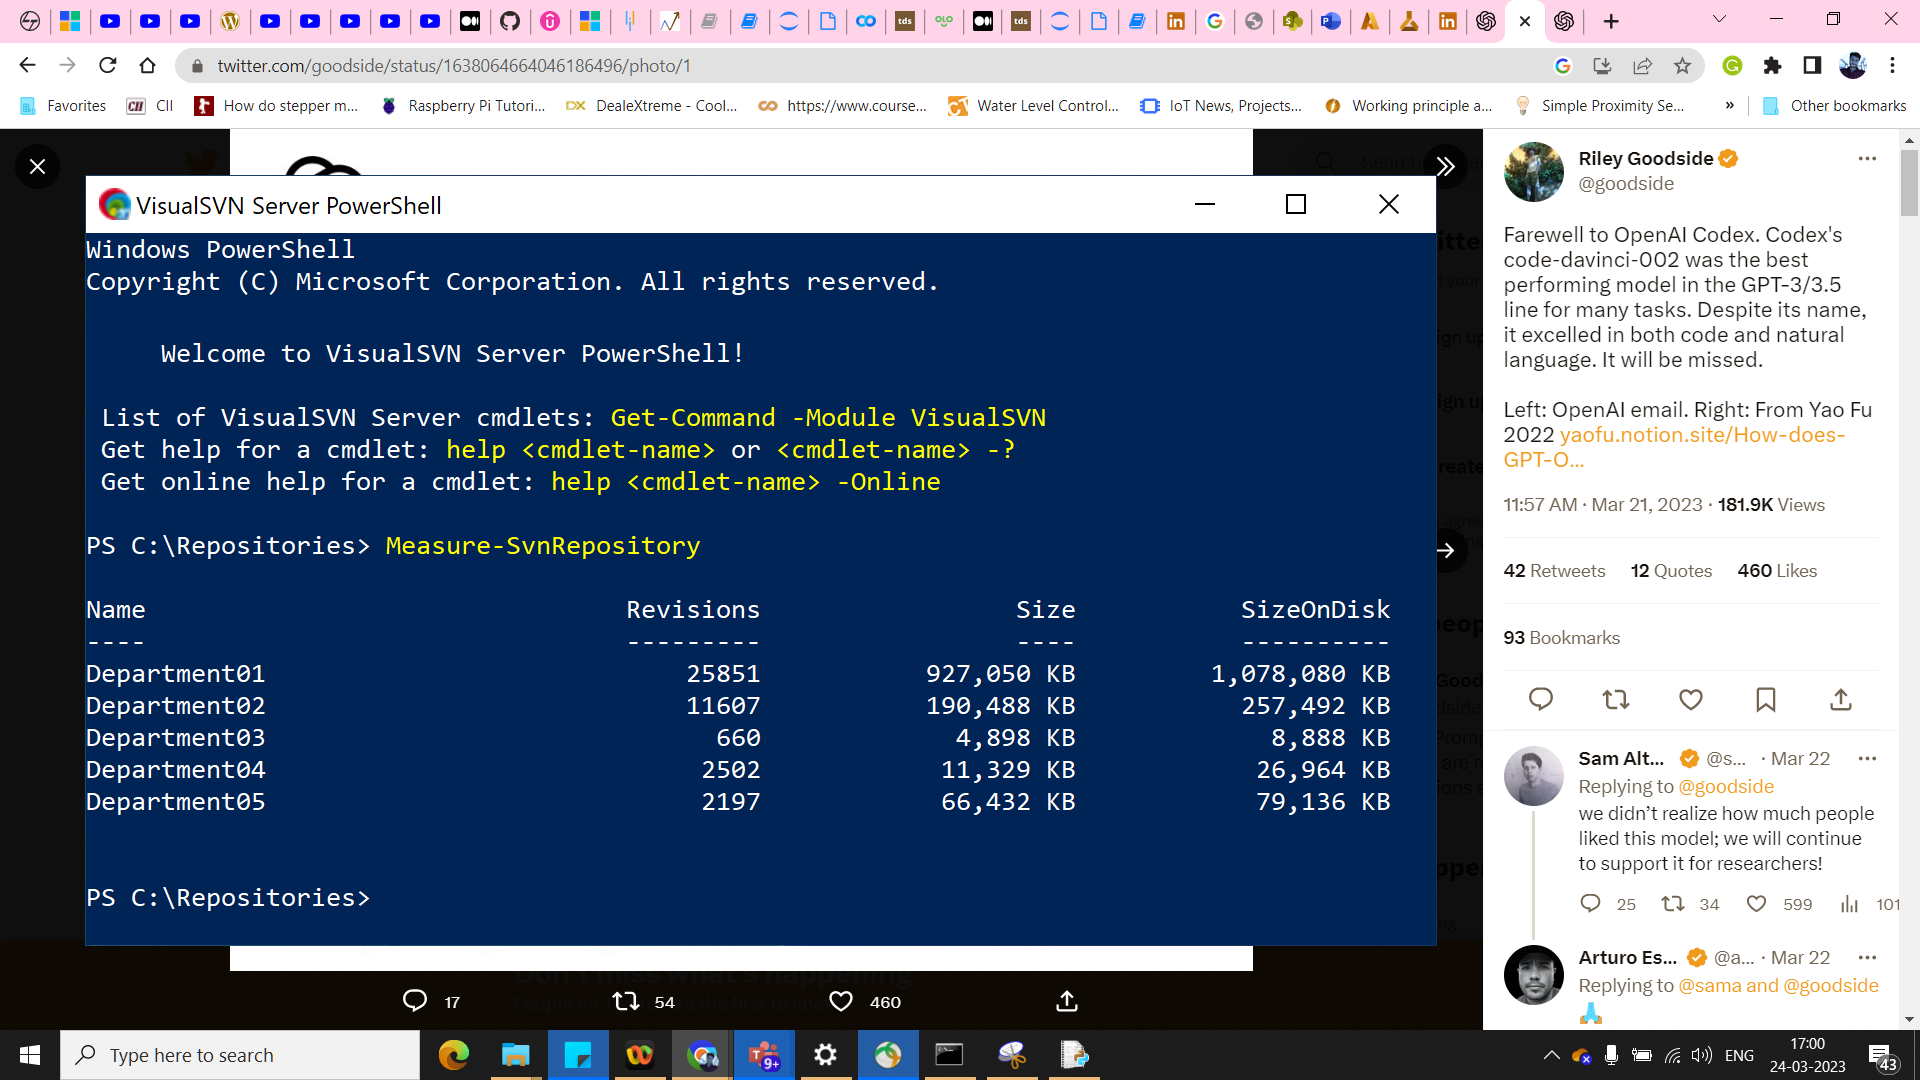 twitter.com/goodside/status/1638064664046186496/photo/1
Favorites
CII
How do stepper m...
Raspberry Pi Tutori...
DX
DealeXtreme - Cool...
https://www.course...
Water Level Control...
IoT News, Projects...
Working principle a...
Simple Proximity Se...
»
Other bookmarks
VisualSVN Server PowerShell
Windows PowerShell
Copyright (C) Microsoft Corporation. All rights reserved.
Welcome to VisualSVN Server PowerShell!
List of VisualSVN Server cmdlets: Get-Command -Module VisualSVN
Get help for a cmdlet: help <cmdlet-name> or <cmdlet-name> -?
Get online help for a cmdlet: help <cmdlet-name> -Online
PS C:\Repositories> Measure-SvnRepository
Name Revisions Size SizeOnDisk
---- --------- ---- ----------
Department01 25851 927,050 KB 1,078,080 KB
Department02 11607 190,488 KB 257,492 KB
Department03 660 4,898 KB 8,888 KB
Department04 2502 11,329 KB 26,964 KB
Department05 2197 66,432 KB 79,136 KB
PS C:\Repositories>
17 54 460
Riley Goodside
@goodside
Farewell to OpenAI Codex. Codex's
code-davinci-002 was the best
performing model in the GPT-3/3.5
line for many tasks. Despite its name,
it excelled in both code and natural
language. It will be missed.
Left: OpenAI email. Right: From Yao Fu
2022 yaofu.notion.site/How-does-
GPT-O...
11:57 AM · Mar 21, 2023 · 181.9K Views
42 Retweets 12 Quotes 460 Likes
93 Bookmarks
Sam Alt... @s... · Mar 22
Replying to @goodside
we didn’t realize how much people
liked this model; we will continue
to support it for researchers!
25 34 599 101
Arturo Es... @a... · Mar 22
Replying to @sama and @goodside
Type here to search
9+
ENG
17:00
24-03-2023
43